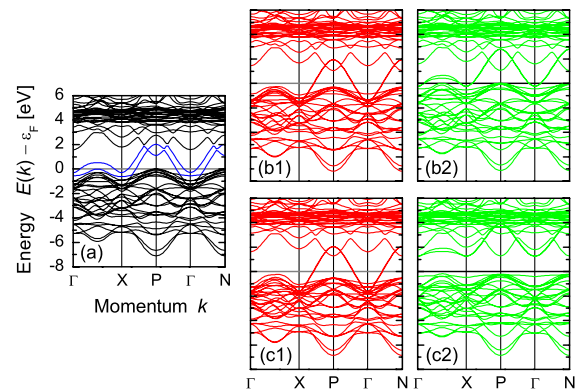 Energy E(k) – εF [eV]
6
4
2
0
-2
-4
-6
-8
(a)
Γ X P Γ N
Momentum k
(b1)
(b2)
(c1)
(c2)
Γ X P Γ N
Γ X P Γ N